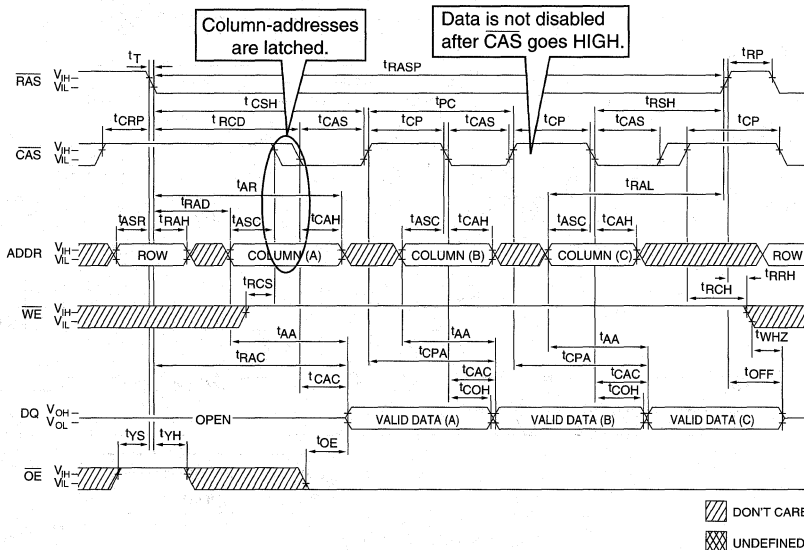 Column-addresses
are latched.
Data is not disabled
after CAS goes HIGH.
tT
tRASP
tRP
RAS VIH
VIL
tCSH
tPC
tRSH
tCRP
tRCD
tCAS
tCP
tCAS
tCP
tCAS
tCP
CAS VIH
VIL
tAR
tRAL
tRAD
tASR
tRAH
tASC
tCAH
tASC
tCAH
tASC
tCAH
ADDR VIH
VIL
ROW
COLUMN (A)
COLUMN (B)
COLUMN (C)
ROW
tRCS
tRCH
tRRH
WE VIH
VIL
tAA
tAA
tAA
tWHZ
tRAC
tCPA
tCPA
tCAC
tCAC
tCAC
tOFF
tCOH
tCOH
DQ VOH
VOL
OPEN
VALID DATA (A)
VALID DATA (B)
VALID DATA (C)
tYS
tYH
tOE
OE VIH
VIL
DON'T CARE
UNDEFINED